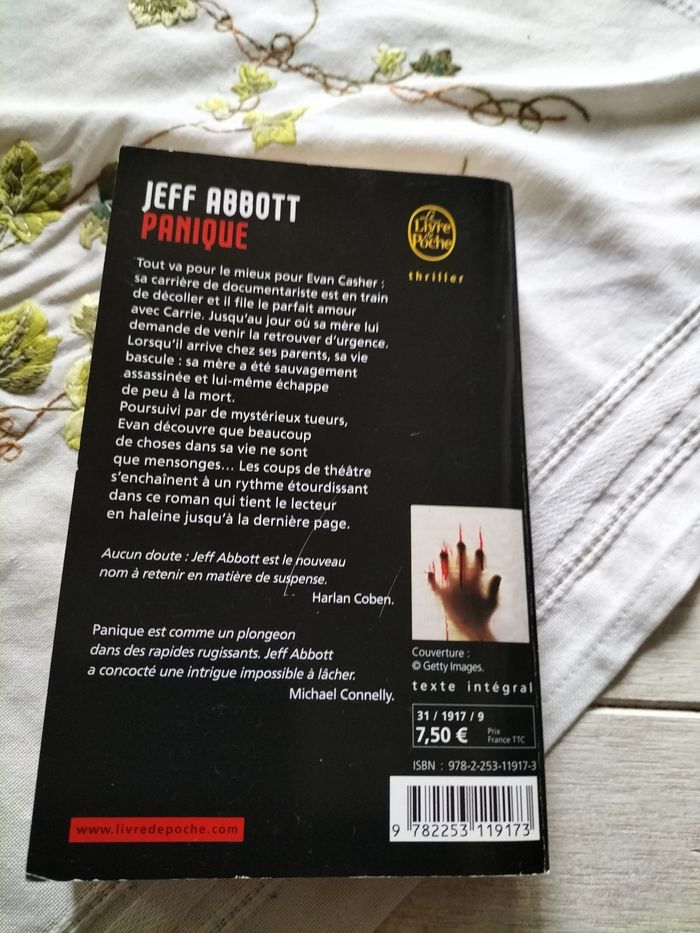 JEFF ABBOTT
PANIQUE
Le
Livre
de
Poche
thriller
Tout va pour le mieux pour Evan Casher :
sa carrière de documentariste est en train
de décoller et il file le parfait amour
avec Carrie. Jusqu'au jour où sa mère lui
demande de venir la retrouver d'urgence.
Lorsqu'il arrive chez ses parents, sa vie
bascule : sa mère a été sauvagement
assassinée et lui-même échappe
de peu à la mort.
Poursuivi par de mystérieux tueurs,
Evan découvre que beaucoup
de choses dans sa vie ne sont
que mensonges... Les coups de théâtre
s'enchaînent à un rythme étourdissant
dans ce roman qui tient le lecteur
en haleine jusqu'à la dernière page.
Aucun doute : Jeff Abbott est le nouveau
nom à retenir en matière de suspense.
Harlan Coben.
Panique est comme un plongeon
dans des rapides rugissants. Jeff Abbott
a concocté une intrigue impossible à lâcher.
Michael Connelly.
Couverture :
© Getty Images.
texte intégral
31 / 1917 / 9
7,50 €
Prix
France TTC
ISBN : 978-2-253-11917-3
9 782253 119173
www.livredepoche.com